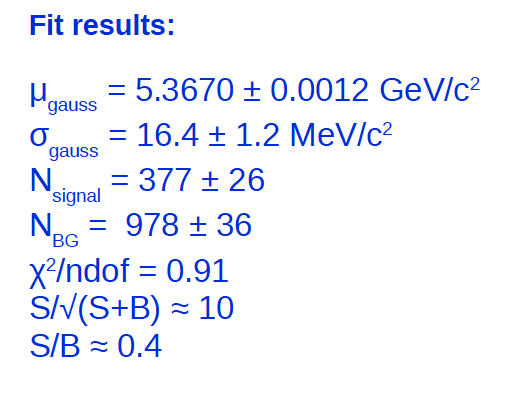 Fit results:
μgauss = 5.3670 ± 0.0012 GeV/c²
σgauss = 16.4 ± 1.2 MeV/c²
Nsignal = 377 ± 26
NBG = 978 ± 36
χ²/ndof = 0.91
S/√(S+B) ≈ 10
S/B ≈ 0.4